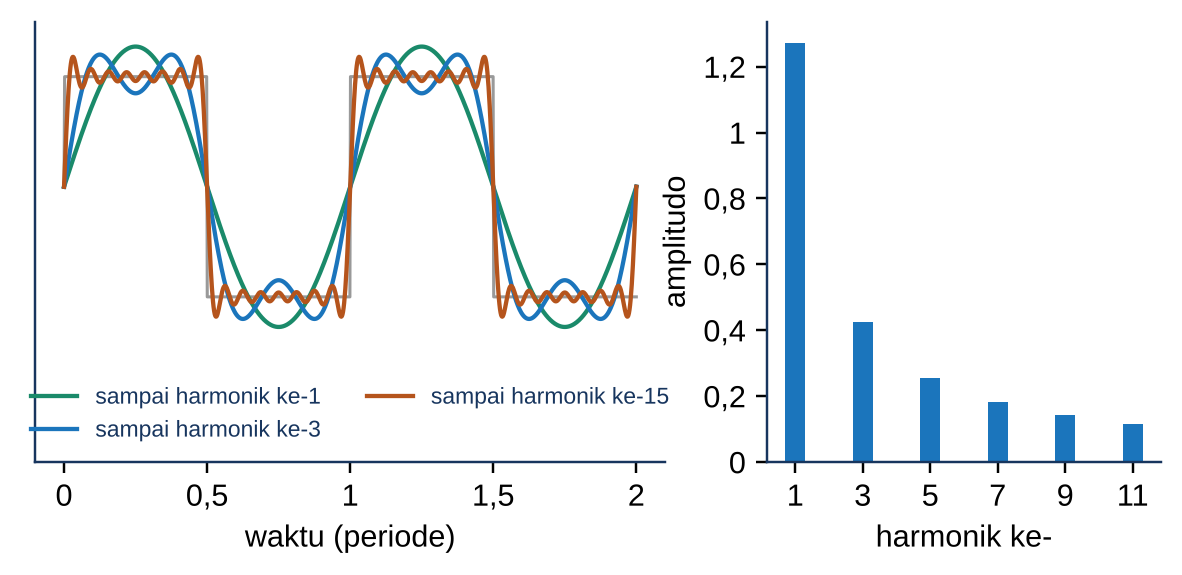 sampai harmonik ke-1
sampai harmonik ke-3
sampai harmonik ke-15
0 0,5 1 1,5 2
waktu (periode)
amplitudo
1,2
1
0,8
0,6
0,4
0,2
0
1 3 5 7 9 11
harmonik ke-